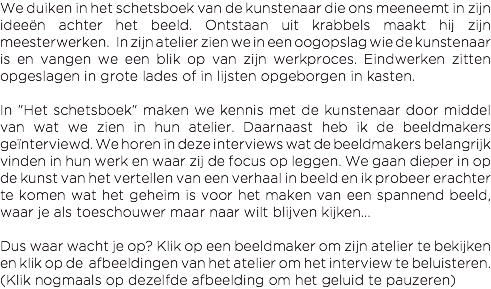 We duiken in het schetsboek van de kunstenaar die ons meeneemt in zijn
ideeën achter het beeld. Ontstaan uit krabbels maakt hij zijn
meesterwerken. In zijn atelier zien we in een oogopslag wie de kunstenaar
is en vangen we een blik op van zijn werkproces. Eindwerken zitten
opgeslagen in grote lades of in lijsten opgeborgen in kasten.
In "Het schetsboek" maken we kennis met de kunstenaar door middel
van wat we zien in hun atelier. Daarnaast heb ik de beeldmakers
geïnterviewd. We horen in deze interviews wat de beeldmakers belangrijk
vinden in hun werk en waar zij de focus op leggen. We gaan dieper in op
de kunst van het vertellen van een verhaal in beeld en ik probeer erachter
te komen wat het geheim is voor het maken van een spannend beeld,
waar je als toeschouwer maar naar wilt blijven kijken...
Dus waar wacht je op? Klik op een beeldmaker om zijn atelier te bekijken
en klik op de afbeeldingen van het atelier om het interview te beluisteren.
(Klik nogmaals op dezelfde afbeelding om het geluid te pauzeren)